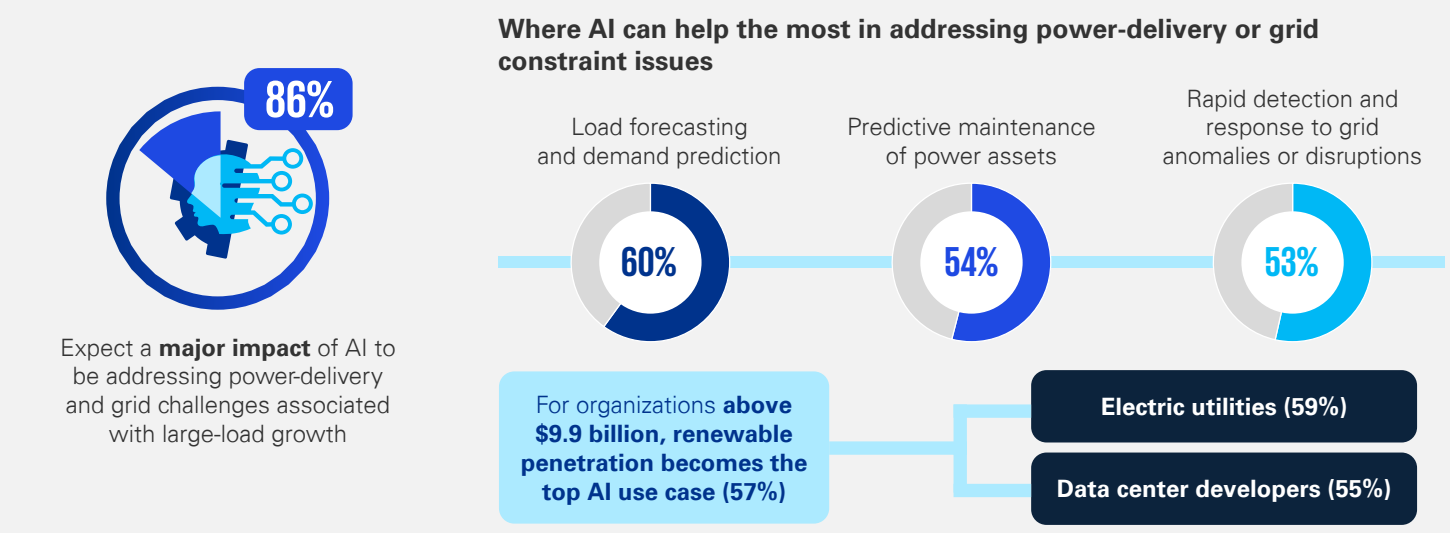 86%
Expect a major impact of AI to
be addressing power-delivery
and grid challenges associated
with large-load growth
Where AI can help the most in addressing power-delivery or grid
constraint issues
Load forecasting
and demand prediction
60%
Predictive maintenance
of power assets
54%
Rapid detection and
response to grid
anomalies or disruptions
53%
For organizations above
$9.9 billion, renewable
penetration becomes the
top AI use case (57%)
Electric utilities (59%)
Data center developers (55%)